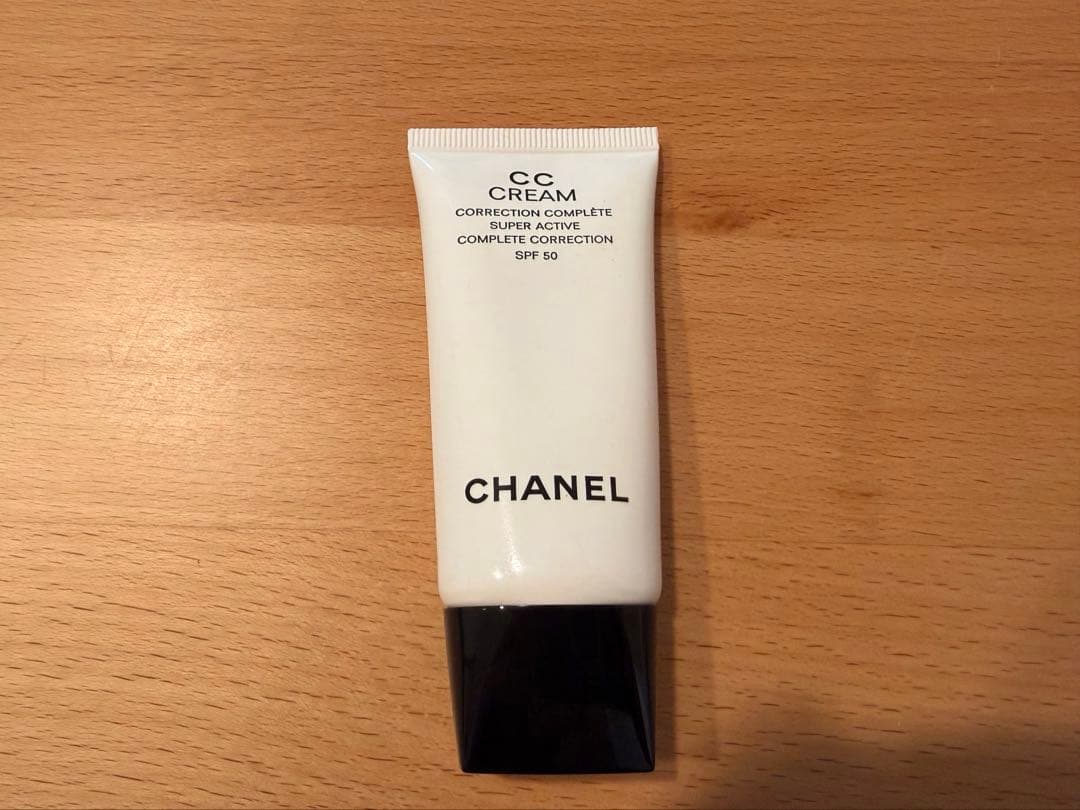 CC
CREAM
CORRECTION COMPLÈTE
SUPER ACTIVE
COMPLETE CORRECTION
SPF 50
CHANEL